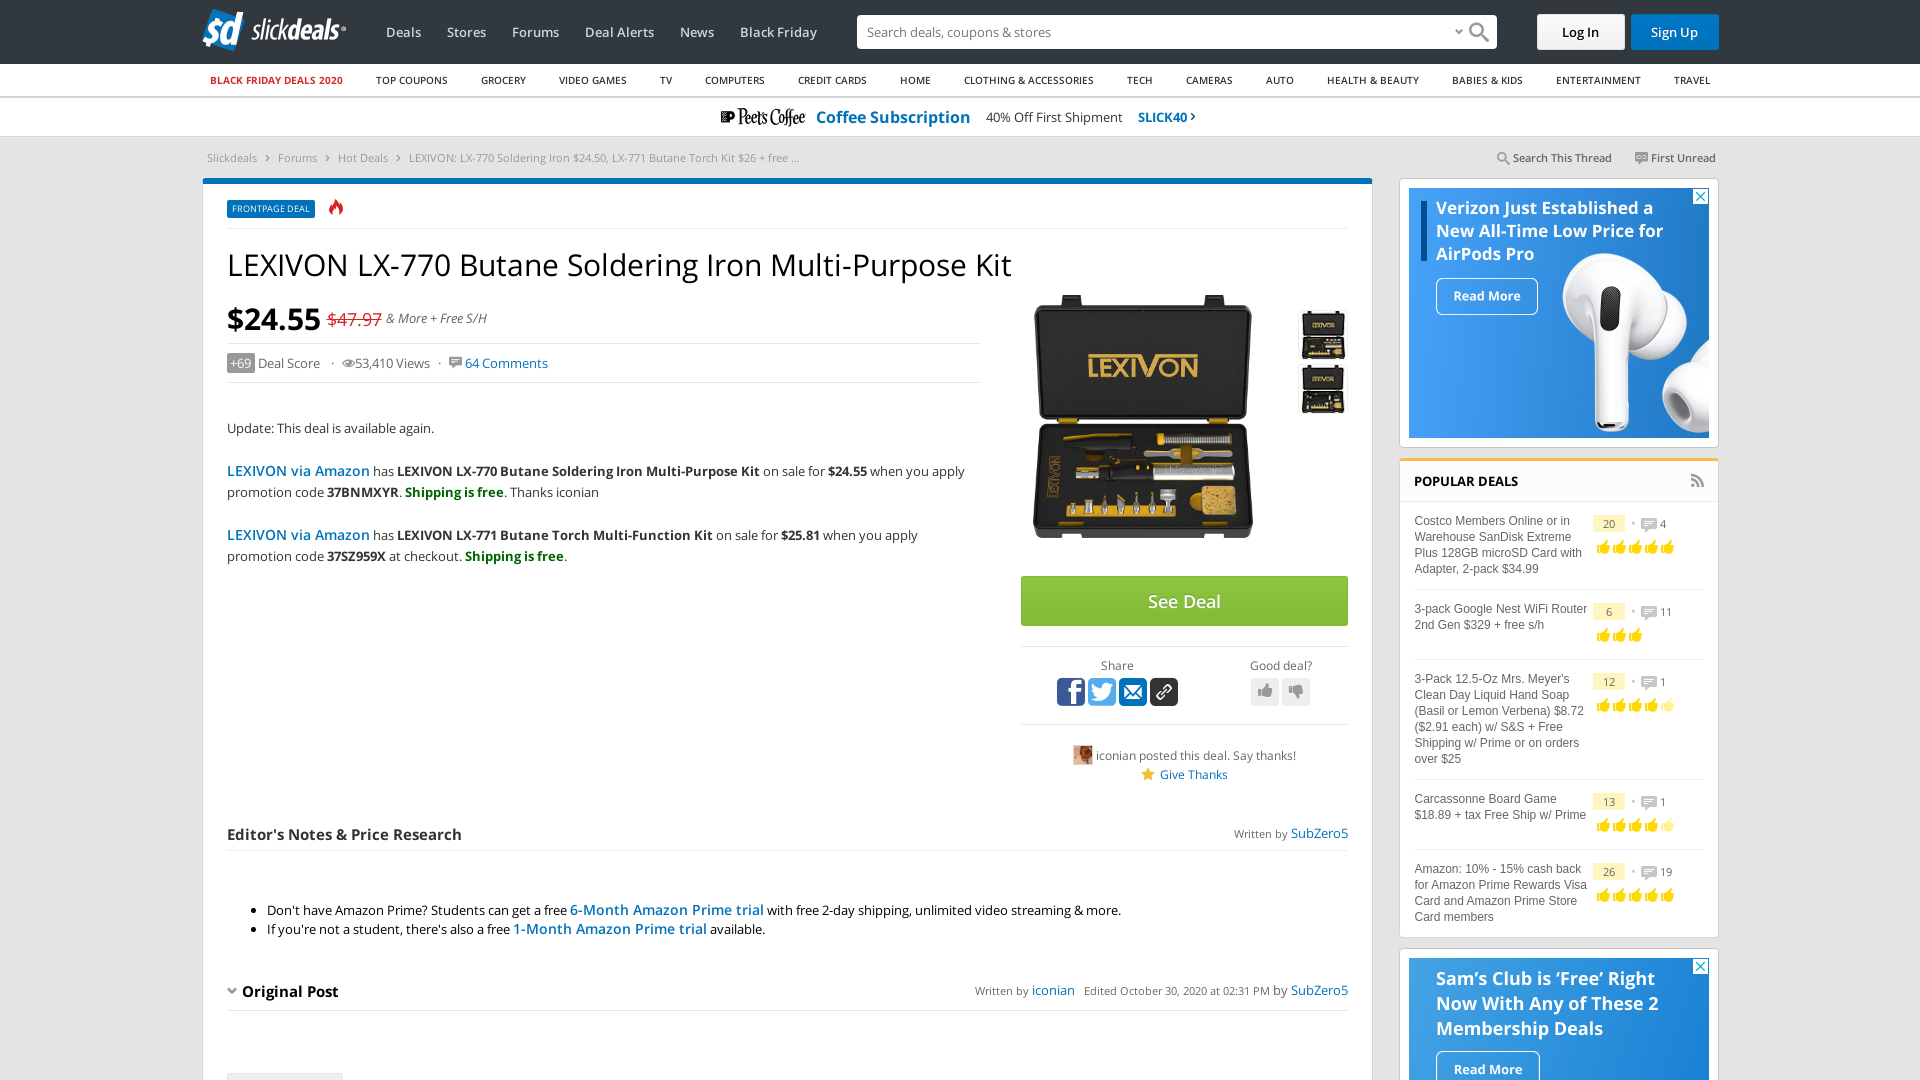 slickdeals
Deals
Stores
Forums
Deal Alerts
News
Black Friday
Search deals, coupons & stores
Log In
Sign Up
BLACK FRIDAY DEALS 2020
TOP COUPONS
GROCERY
VIDEO GAMES
TV
COMPUTERS
CREDIT CARDS
HOME
CLOTHING & ACCESSORIES
TECH
CAMERAS
AUTO
HEALTH & BEAUTY
BABIES & KIDS
ENTERTAINMENT
TRAVEL
Peet's Coffee Coffee Subscription 40% Off First Shipment SLICK40
Slickdeals > Forums > Hot Deals > LEXIVON: LX-770 Soldering Iron $24.50, LX-771 Butane Torch Kit $26 + free ...
Search This Thread
First Unread
FRONTPAGE DEAL
LEXIVON LX-770 Butane Soldering Iron Multi-Purpose Kit
$24.55 $47.97 & More + Free S/H
+69 Deal Score · 53,410 Views · 64 Comments
Update: This deal is available again.
LEXIVON via Amazon has LEXIVON LX-770 Butane Soldering Iron Multi-Purpose Kit on sale for $24.55 when you apply
promotion code 37BNMXYR. Shipping is free. Thanks iconian
LEXIVON via Amazon has LEXIVON LX-771 Butane Torch Multi-Function Kit on sale for $25.81 when you apply
promotion code 37SZ959X at checkout. Shipping is free.
LEXIVON
LEXIVON
LEXIVON
LEXIVON
See Deal
Share
Good deal?
iconian posted this deal. Say thanks!
Give Thanks
Editor's Notes & Price Research
Written by SubZero5
• Don't have Amazon Prime? Students can get a free 6-Month Amazon Prime trial with free 2-day shipping, unlimited video streaming & more.
• If you're not a student, there's also a free 1-Month Amazon Prime trial available.
Original Post
Written by iconian Edited October 30, 2020 at 02:31 PM by SubZero5
Verizon Just Established a
New All-Time Low Price for
AirPods Pro
Read More
POPULAR DEALS
Costco Members Online or in
Warehouse SanDisk Extreme
Plus 128GB microSD Card with
Adapter, 2-pack $34.99
20 • 4
3-pack Google Nest WiFi Router
2nd Gen $329 + free s/h
6 • 11
3-Pack 12.5-Oz Mrs. Meyer's
Clean Day Liquid Hand Soap
(Basil or Lemon Verbena) $8.72
($2.91 each) w/ S&S + Free
Shipping w/ Prime or on orders
over $25
12 • 1
Carcassonne Board Game
$18.89 + tax Free Ship w/ Prime
13 • 1
Amazon: 10% - 15% cash back
for Amazon Prime Rewards Visa
Card and Amazon Prime Store
Card members
26 • 19
Sam's Club is 'Free' Right
Now With Any of These 2
Membership Deals
Read More